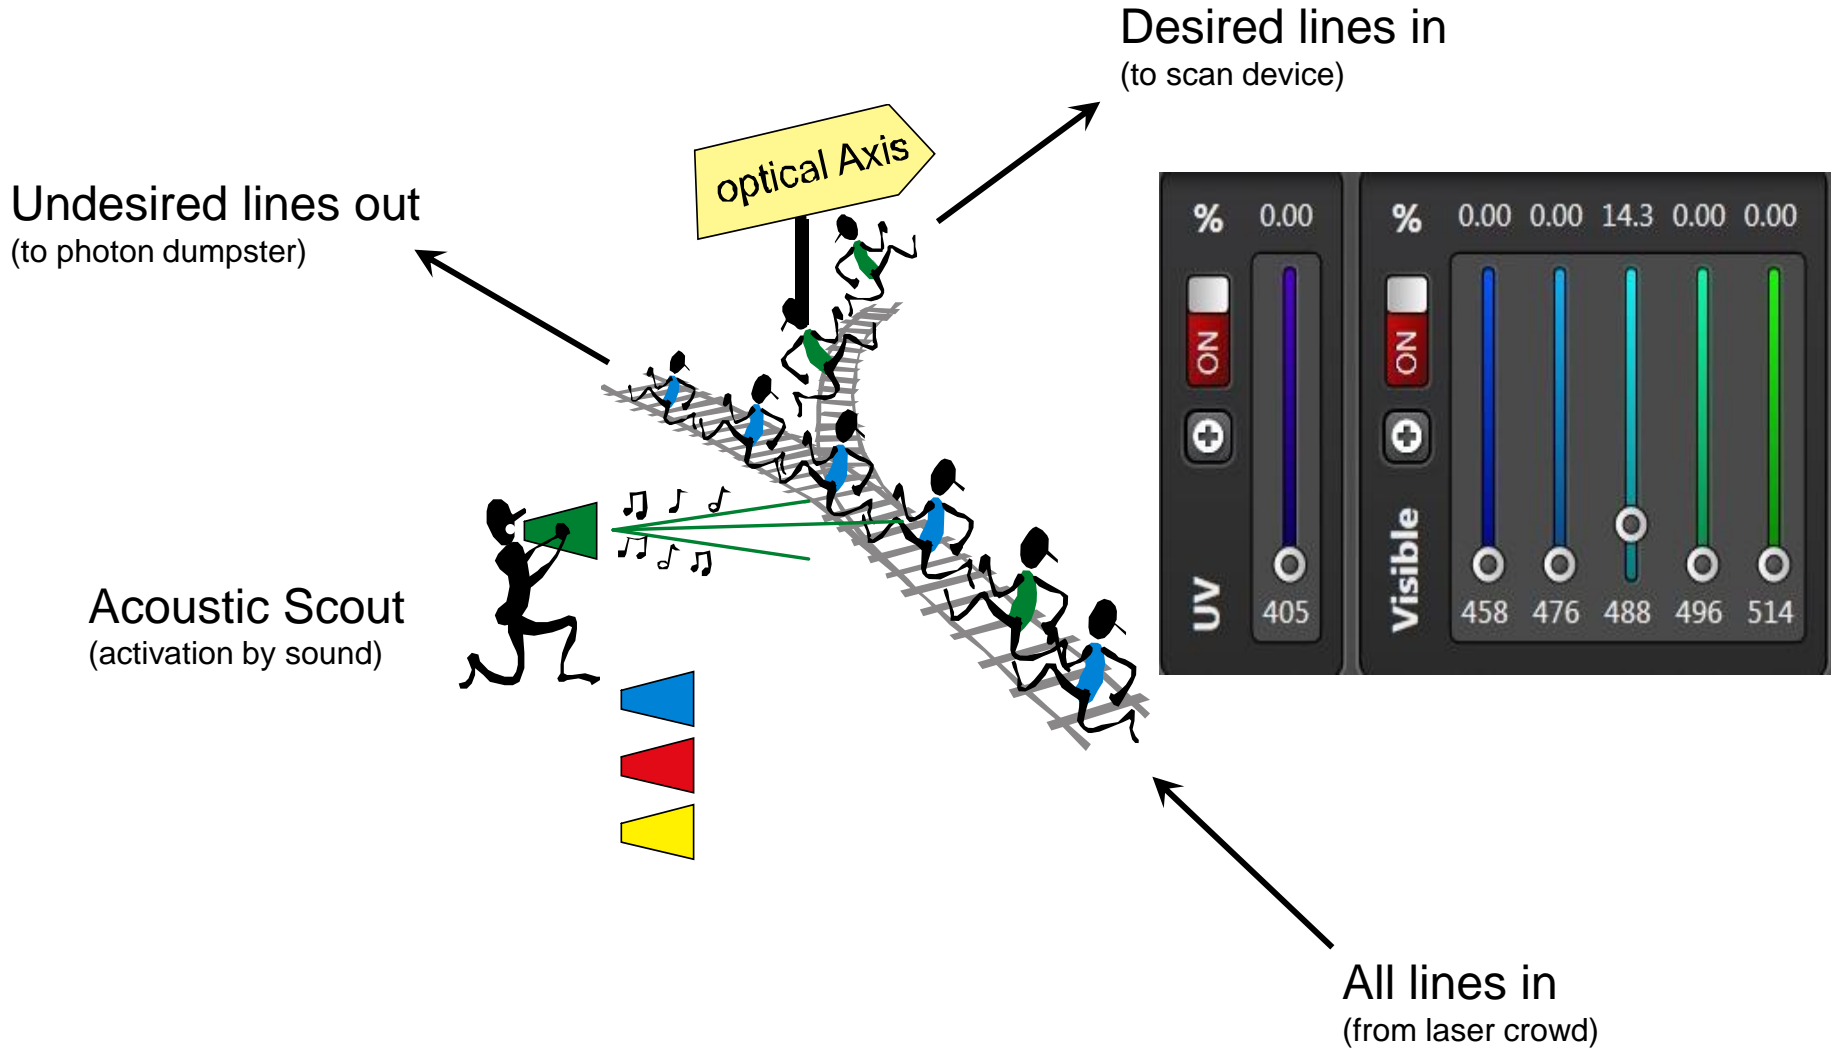 Desired lines in
(to scan device)
optical Axis
Undesired lines out
(to photon dumpster)
% 0.00
ON
UV
405
% 0.00 0.00 14.3 0.00 0.00
ON
Visible
458 476 488 496 514
Acoustic Scout
(activation by sound)
All lines in
(from laser crowd)